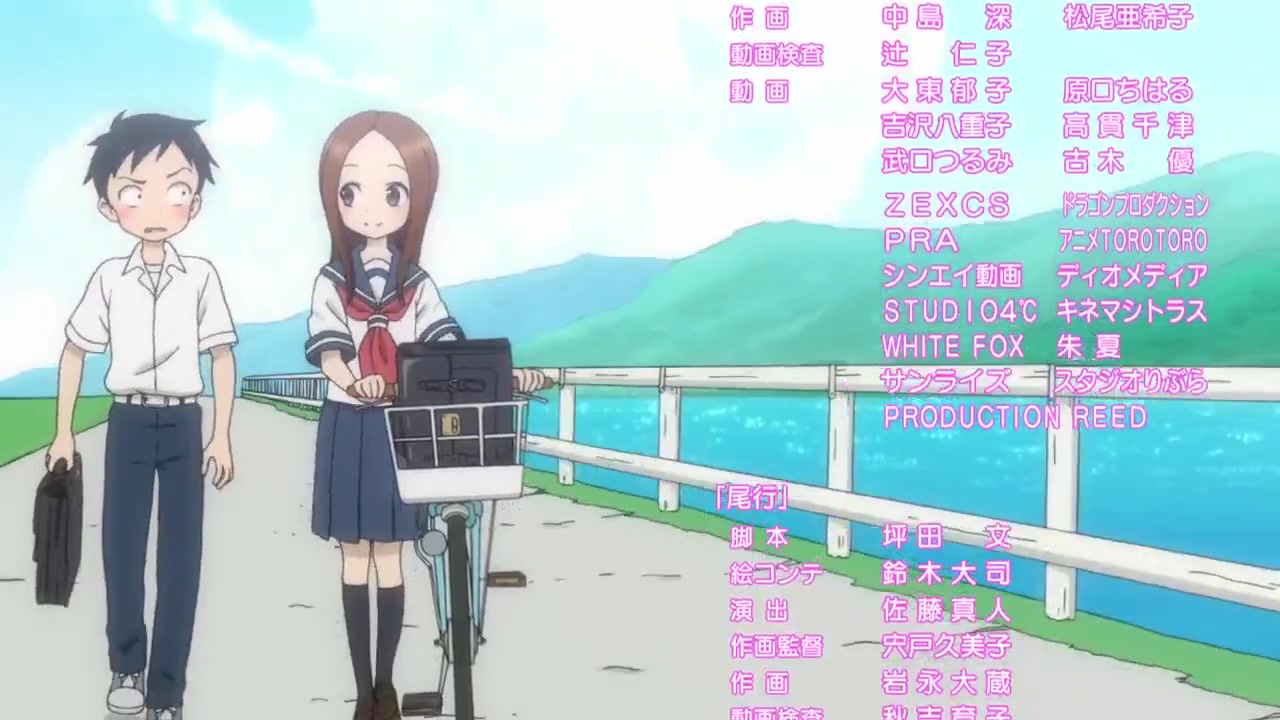 作画 中島 深 松尾亜希子
動画検査 辻 仁子
動画 大東郁子 原口ちはる
吉沢八重子 高貫千津
武口つるみ 古木 優
ZEXCS ドラゴンプロダクション
PRA アニメTOROTORO
シンエイ動画 ディオメディア
STUDIO4℃ キネマシトラス
WHITE FOX 朱夏
サンライズ スタジオりぷら
PRODUCTION REED
「尾行」
脚本 坪田 文
絵コンテ 鈴木大司
演出 佐藤真人
作画監督 宍戸久美子
作画 岩永大蔵
動画検査